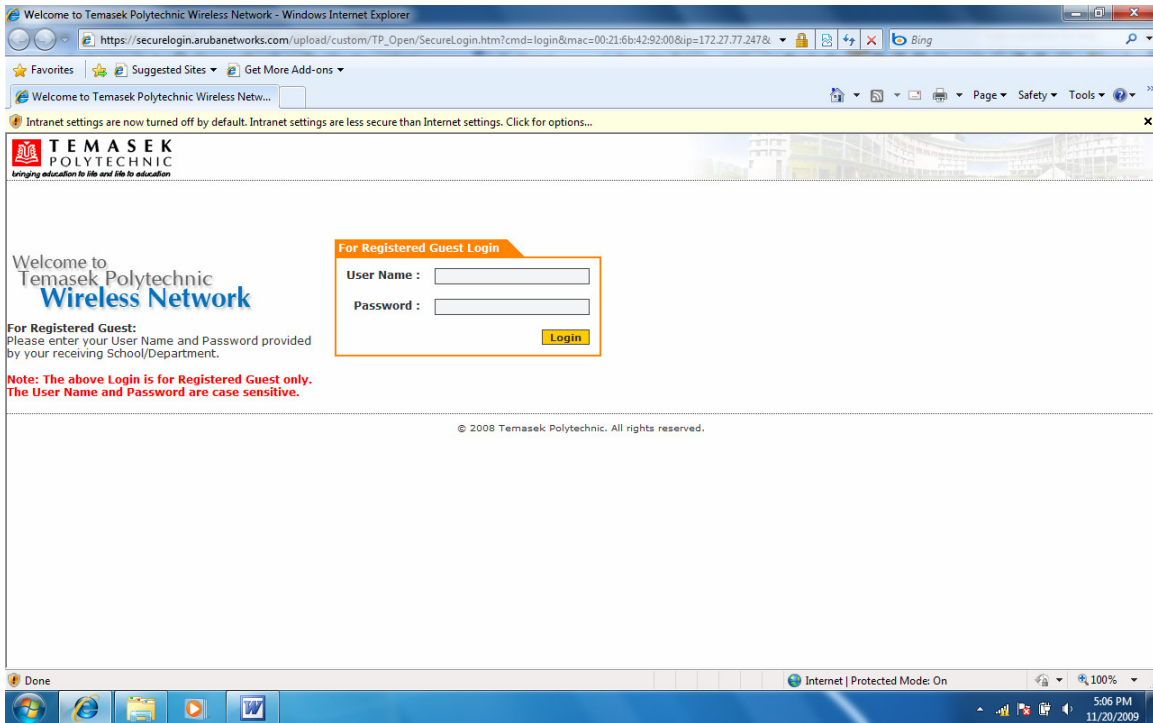 Welcome to Temasek Polytechnic Wireless Network - Windows Internet Explorer
https://securelogin.arubanetworks.com/upload/custom/TP_Open/SecureLogin.htm?cmd=login&mac=00:21:6b:42:92:00&ip=172.27.77.247&
Bing
Favorites Suggested Sites Get More Add-ons
Welcome to Temasek Polytechnic Wireless Netw...
Page Safety Tools
Intranet settings are now turned off by default. Intranet settings are less secure than Internet settings. Click for options...
TEMASEK
POLYTECHNIC
bringing education to life and life to education
Welcome to
Temasek Polytechnic
Wireless Network
For Registered Guest:
Please enter your User Name and Password provided
by your receiving School/Department.
Note: The above Login is for Registered Guest only.
The User Name and Password are case sensitive.
For Registered Guest Login
User Name :
Password :
Login
© 2008 Temasek Polytechnic. All rights reserved.
Done
Internet | Protected Mode: On
100%
5:06 PM
11/20/2009